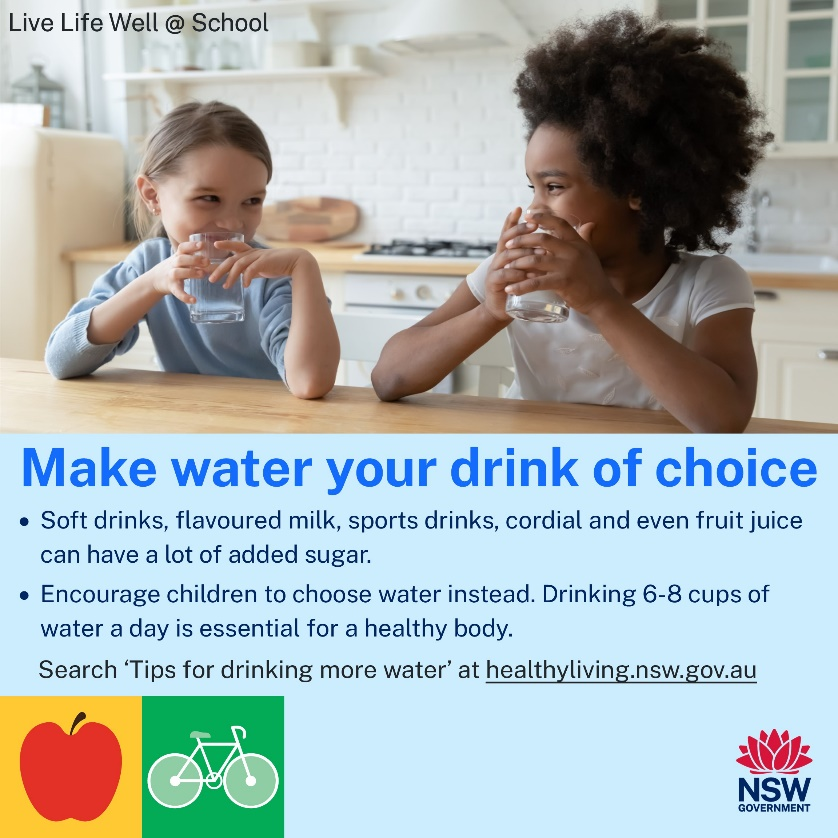 Live Life Well @ School
Make water your drink of choice
• Soft drinks, flavoured milk, sports drinks, cordial and even fruit juice
can have a lot of added sugar.
• Encourage children to choose water instead. Drinking 6-8 cups of
water a day is essential for a healthy body.
Search ‘Tips for drinking more water’ at healthyliving.nsw.gov.au
NSW
GOVERNMENT